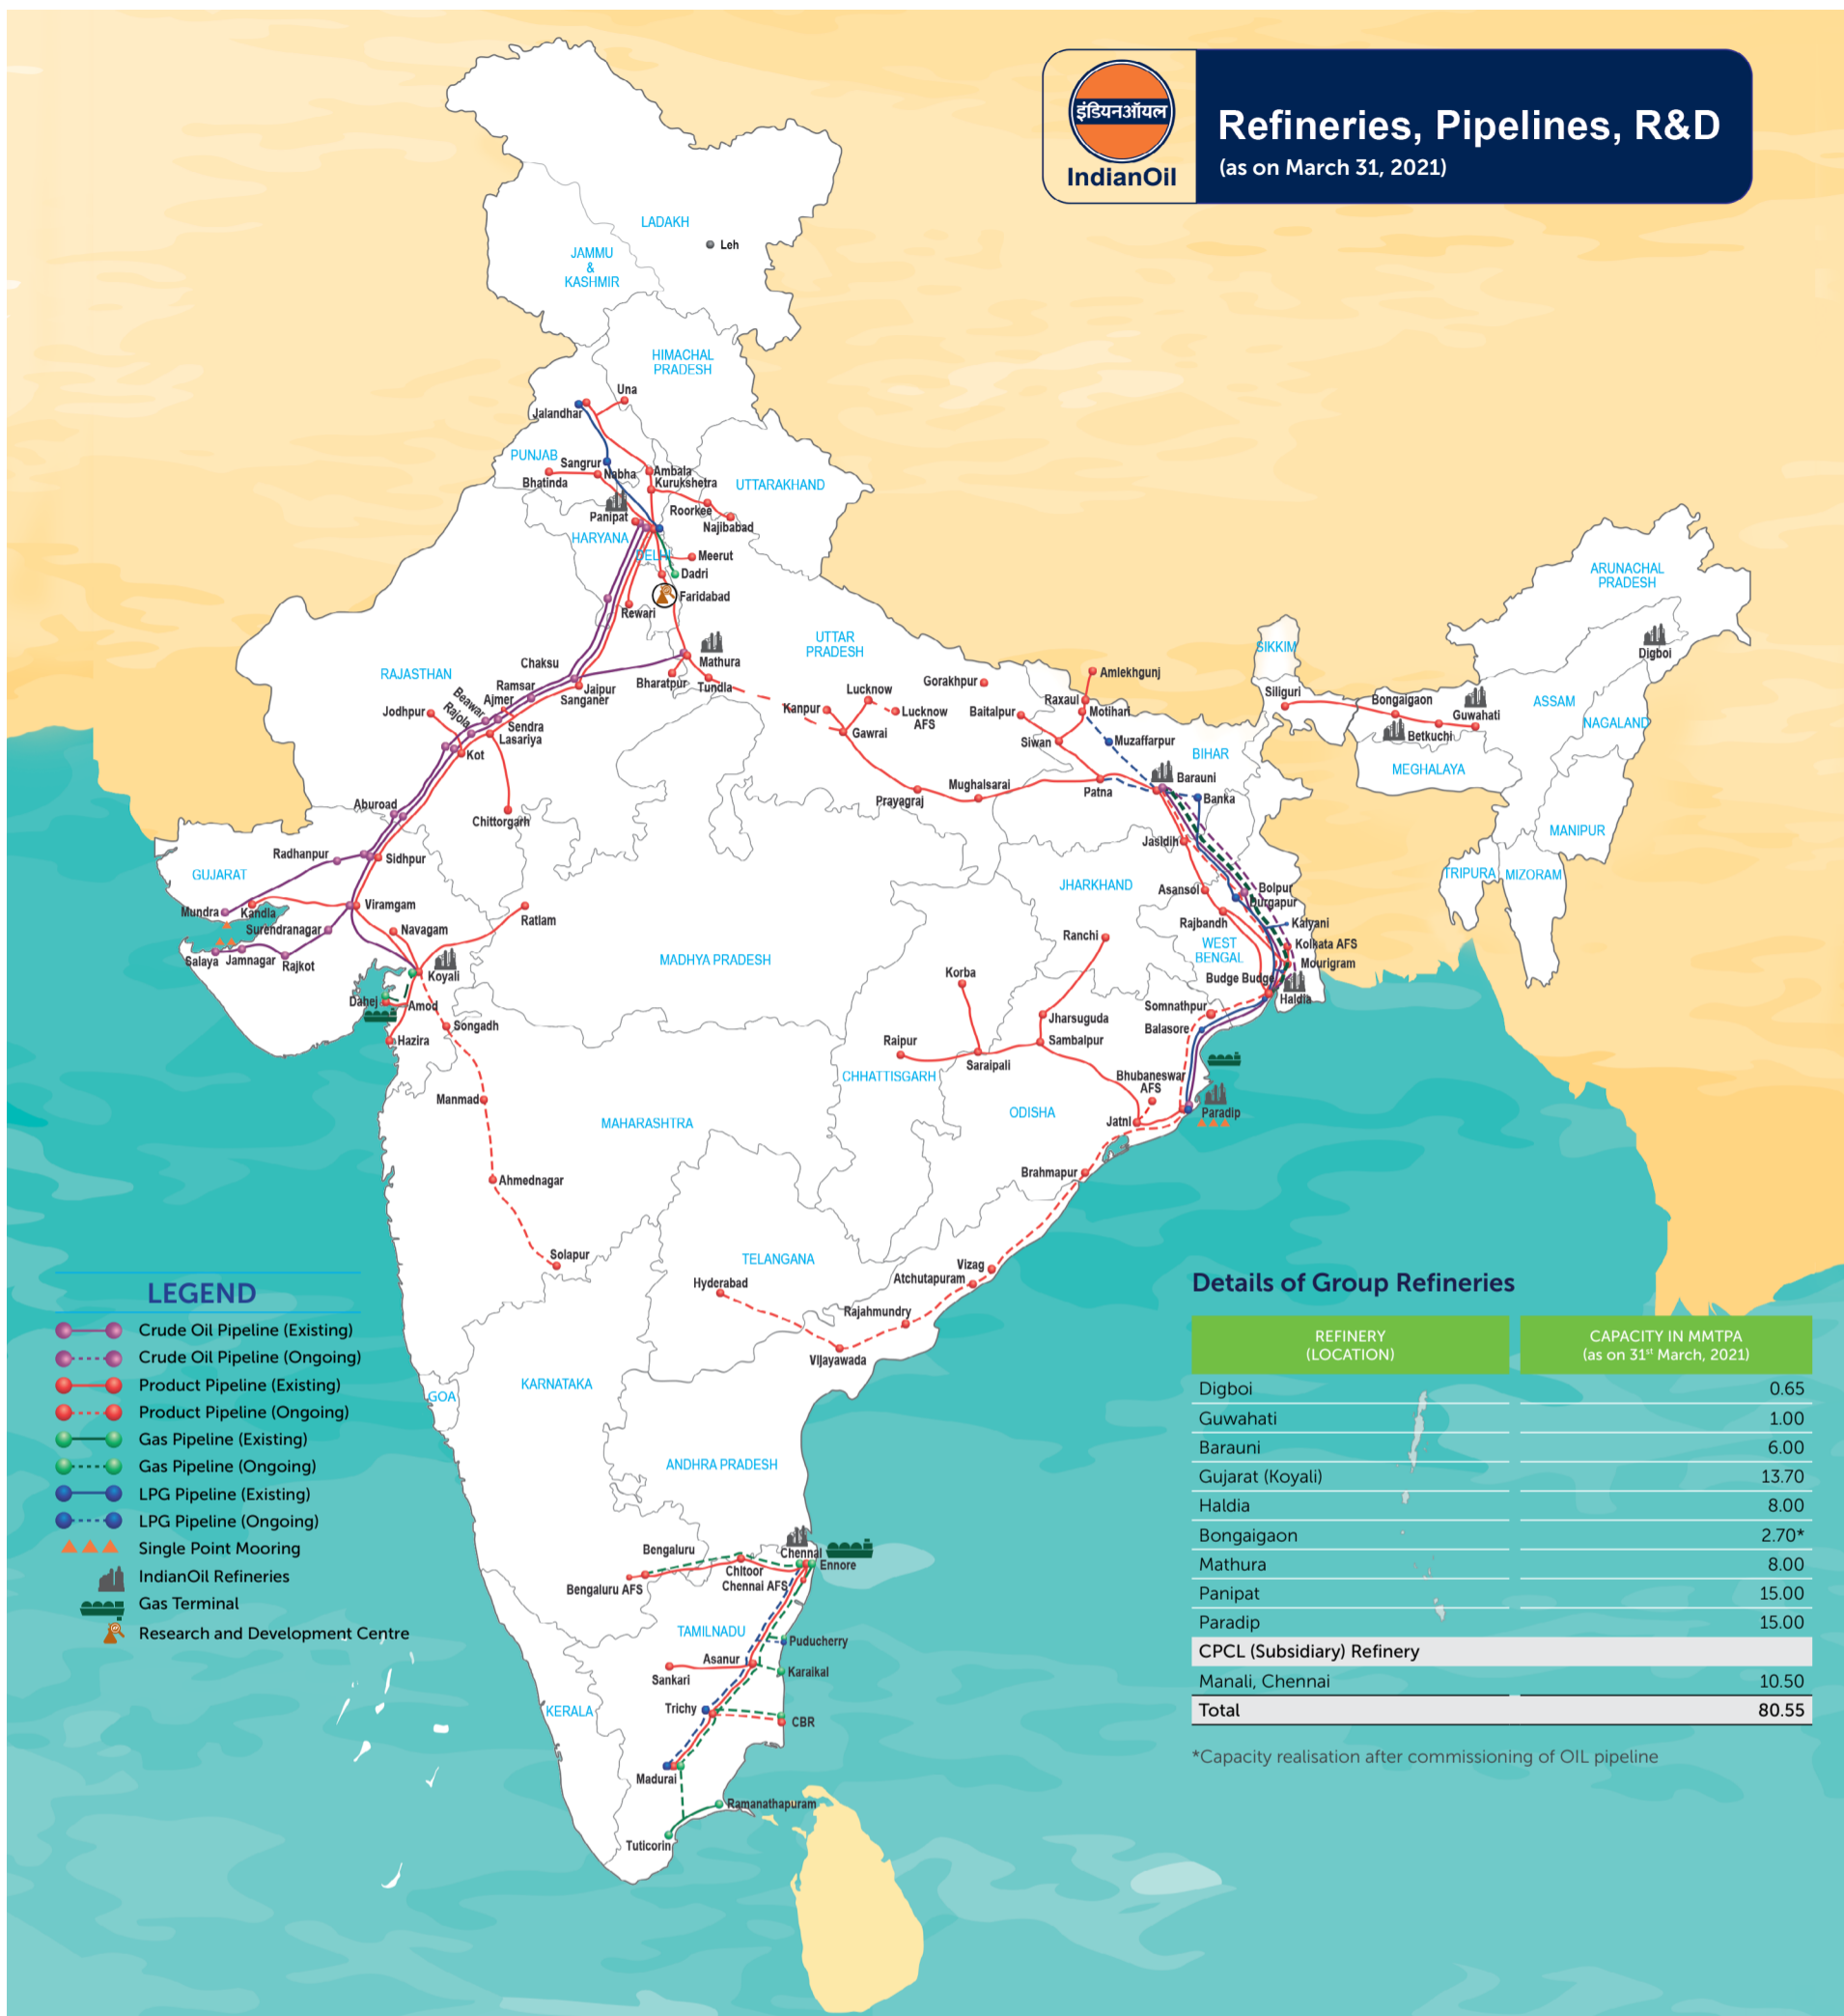 इंडियनऑयल
IndianOil
Refineries, Pipelines, R&D
(as on March 31, 2021)
LADAKH
Leh
JAMMU
&
KASHMIR
HIMACHAL
PRADESH
Una
Jalandhar
PUNJAB
Sangrur
Nabha
Ambala
Bhatinda
Kurukshetra
UTTARAKHAND
Roorkee
Panipat
Najibabad
HARYANA
DELHI
Meerut
Dadri
Faridabad
Rewari
ARUNACHAL
PRADESH
UTTAR
PRADESH
SIKKIM
Digboi
Chaksu
Mathura
RAJASTHAN
Bharatpur
Tundla
Gorakhpur
Amlekhgunj
Ramsar
Jaipur
Sanganer
Lucknow
Raxaul
Siliguri
Bongaigaon
ASSAM
Beawar
Ajmer
Jodhpur
Rajola
Sendra
Lasariya
Kanpur
Lucknow
AFS
Baitalpur
Motihari
Guwahati
NAGALAND
Kot
Gawrai
Siwan
Muzaffarpur
Betkuchi
BIHAR
MEGHALAYA
Barauni
Mughalsarai
Prayagraj
Patna
Banka
Aburoad
Chittorgarh
MANIPUR
Jasidih
Radhanpur
Sidhpur
GUJARAT
JHARKHAND
TRIPURA
MIZORAM
Asansol
Bolpur
Durgapur
Mundra
Kandla
Viramgam
Ratlam
Rajbandh
Kalyani
Surendranagar
Navagam
Ranchi
WEST
BENGAL
Kolkata AFS
Mourigram
Salaya
Jamnagar
Rajkot
Koyali
MADHYA PRADESH
Korba
Budge Budge
Haldia
Dahej
Amod
Somnathpur
Songadh
Jharsuguda
Balasore
Hazira
Raipur
Sambalpur
Saraipali
CHHATTISGARH
Bhubaneswar
AFS
Manmad
MAHARASHTRA
ODISHA
Jatni
Paradip
Brahmapur
Ahmednagar
Solapur
TELANGANA
Vizag
Atchutapuram
Hyderabad
Rajahmundry
Vijayawada
KARNATAKA
GOA
ANDHRA PRADESH
Bengaluru
Chennai
Ennore
Chitoor
Bengaluru AFS
Chennai AFS
TAMILNADU
Puducherry
Asanur
Karaikal
Sankari
Trichy
KERALA
CBR
Madurai
Ramanathapuram
Tuticorin
LEGEND
Crude Oil Pipeline (Existing)
Crude Oil Pipeline (Ongoing)
Product Pipeline (Existing)
Product Pipeline (Ongoing)
Gas Pipeline (Existing)
Gas Pipeline (Ongoing)
LPG Pipeline (Existing)
LPG Pipeline (Ongoing)
Single Point Mooring
IndianOil Refineries
Gas Terminal
Research and Development Centre
Details of Group Refineries
REFINERY
(LOCATION)
CAPACITY IN MMTPA
(as on 31st March, 2021)
Digboi 0.65
Guwahati 1.00
Barauni 6.00
Gujarat (Koyali) 13.70
Haldia 8.00
Bongaigaon 2.70*
Mathura 8.00
Panipat 15.00
Paradip 15.00
CPCL (Subsidiary) Refinery
Manali, Chennai 10.50
Total 80.55
*Capacity realisation after commissioning of OIL pipeline